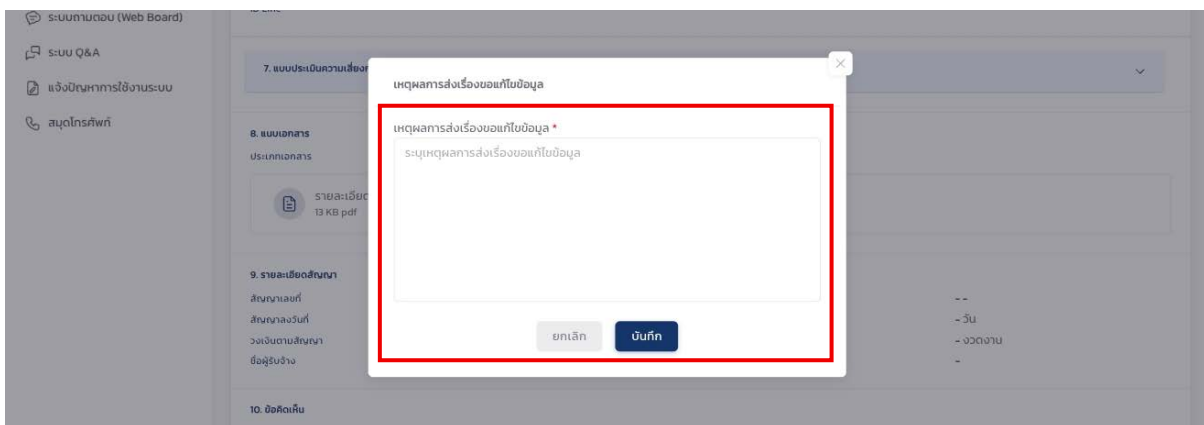 ระบบถามตอบ (Web Board)
ระบบ Q&A
แจ้งปัญหาการใช้งานระบบ
สมุดโทรศัพท์
7. แบบประเมินความเสี่ยง
8. แนบเอกสาร
ประเภทเอกสาร
รายละเอียด
13 KB pdf
9. รายละเอียดสัญญา
สัญญาเลขที่
- -
สัญญาลงวันที่
- วัน
วงเงินตามสัญญา
- งวดงาน
ชื่อผู้รับจ้าง
-
10. ข้อคิดเห็น
เหตุผลการส่งเรื่องขอแก้ไขข้อมูล
เหตุผลการส่งเรื่องขอแก้ไขข้อมูล *
ระบุเหตุผลการส่งเรื่องขอแก้ไขข้อมูล
ยกเลิก บันทึก